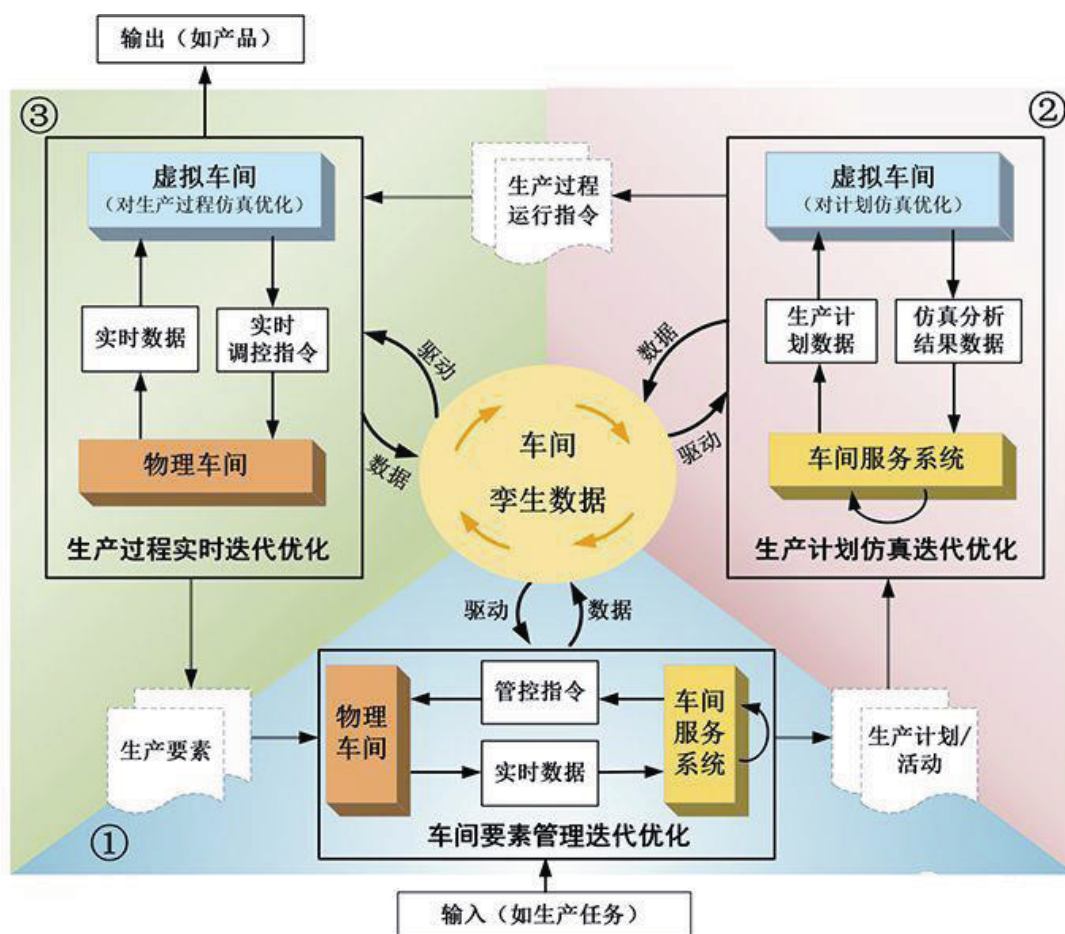 输出（如产品）
③
②
虚拟车间
（对生产过程仿真优化）
实时数据
实时
调控指令
物理车间
生产过程实时迭代优化
生产过程
运行指令
虚拟车间
（对计划仿真优化）
生产计
划数据
仿真分析
结果数据
车间服务系统
生产计划仿真迭代优化
驱动
数据
数据
驱动
车间
孪生数据
驱动
数据
生产要素
物理
车间
管控指令
实时数据
车间
服务
系统
车间要素管理迭代优化
生产计划/
活动
①
输入（如生产任务）